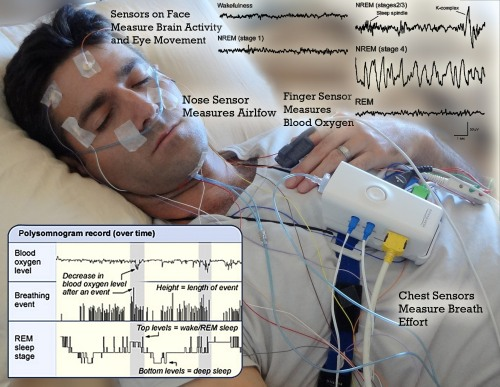 Sensors on Face
Measure Brain Activity
and Eye Movement
Wakefulness
NREM (stage 1)
NREM (stages2/3)
Sleep spindle
K-complex
NREM (stage 4)
REM
Nose Sensor
Measures Airlfow
Finger Sensor
Measures
Blood Oxygen
Polysomnogram record (over time)
Blood
oxygen
level
Decrease in
blood oxygen level
after an event
Breathing
event
Height = length of event
REM
sleep
stage
Top levels = wake/REM sleep
Bottom levels = deep sleep
Chest Sensors
Measure Breath
Effort